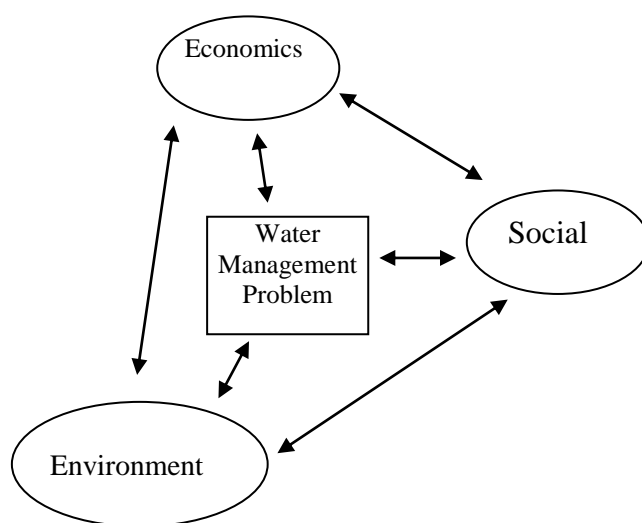 Economics
Water
Management
Problem
Social
Environment